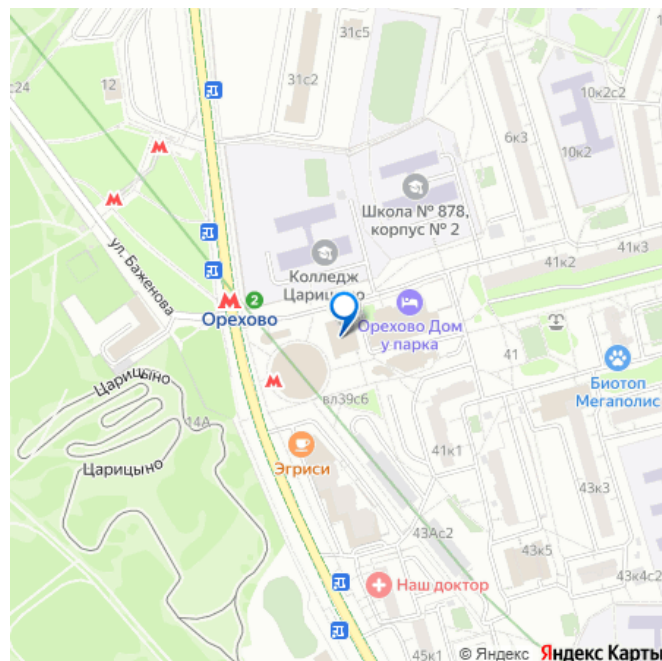 31с5
с24
12
31с2
10к2с2
6к3
10к2
Школа № 878,
корпус № 2
ул. Баженова
Колледж
Царицыно
41к3
41к2
2
Орехово
Орехово Дом
у парка
41
Царицыно
Биотоп
Мегаполис
вл39с6
14А
41к1
Царицыно
Эгриси
43к3
43Ас2
43к5
43к4с2
Наш доктор
45к1
© Яндекс Яндекс Карты